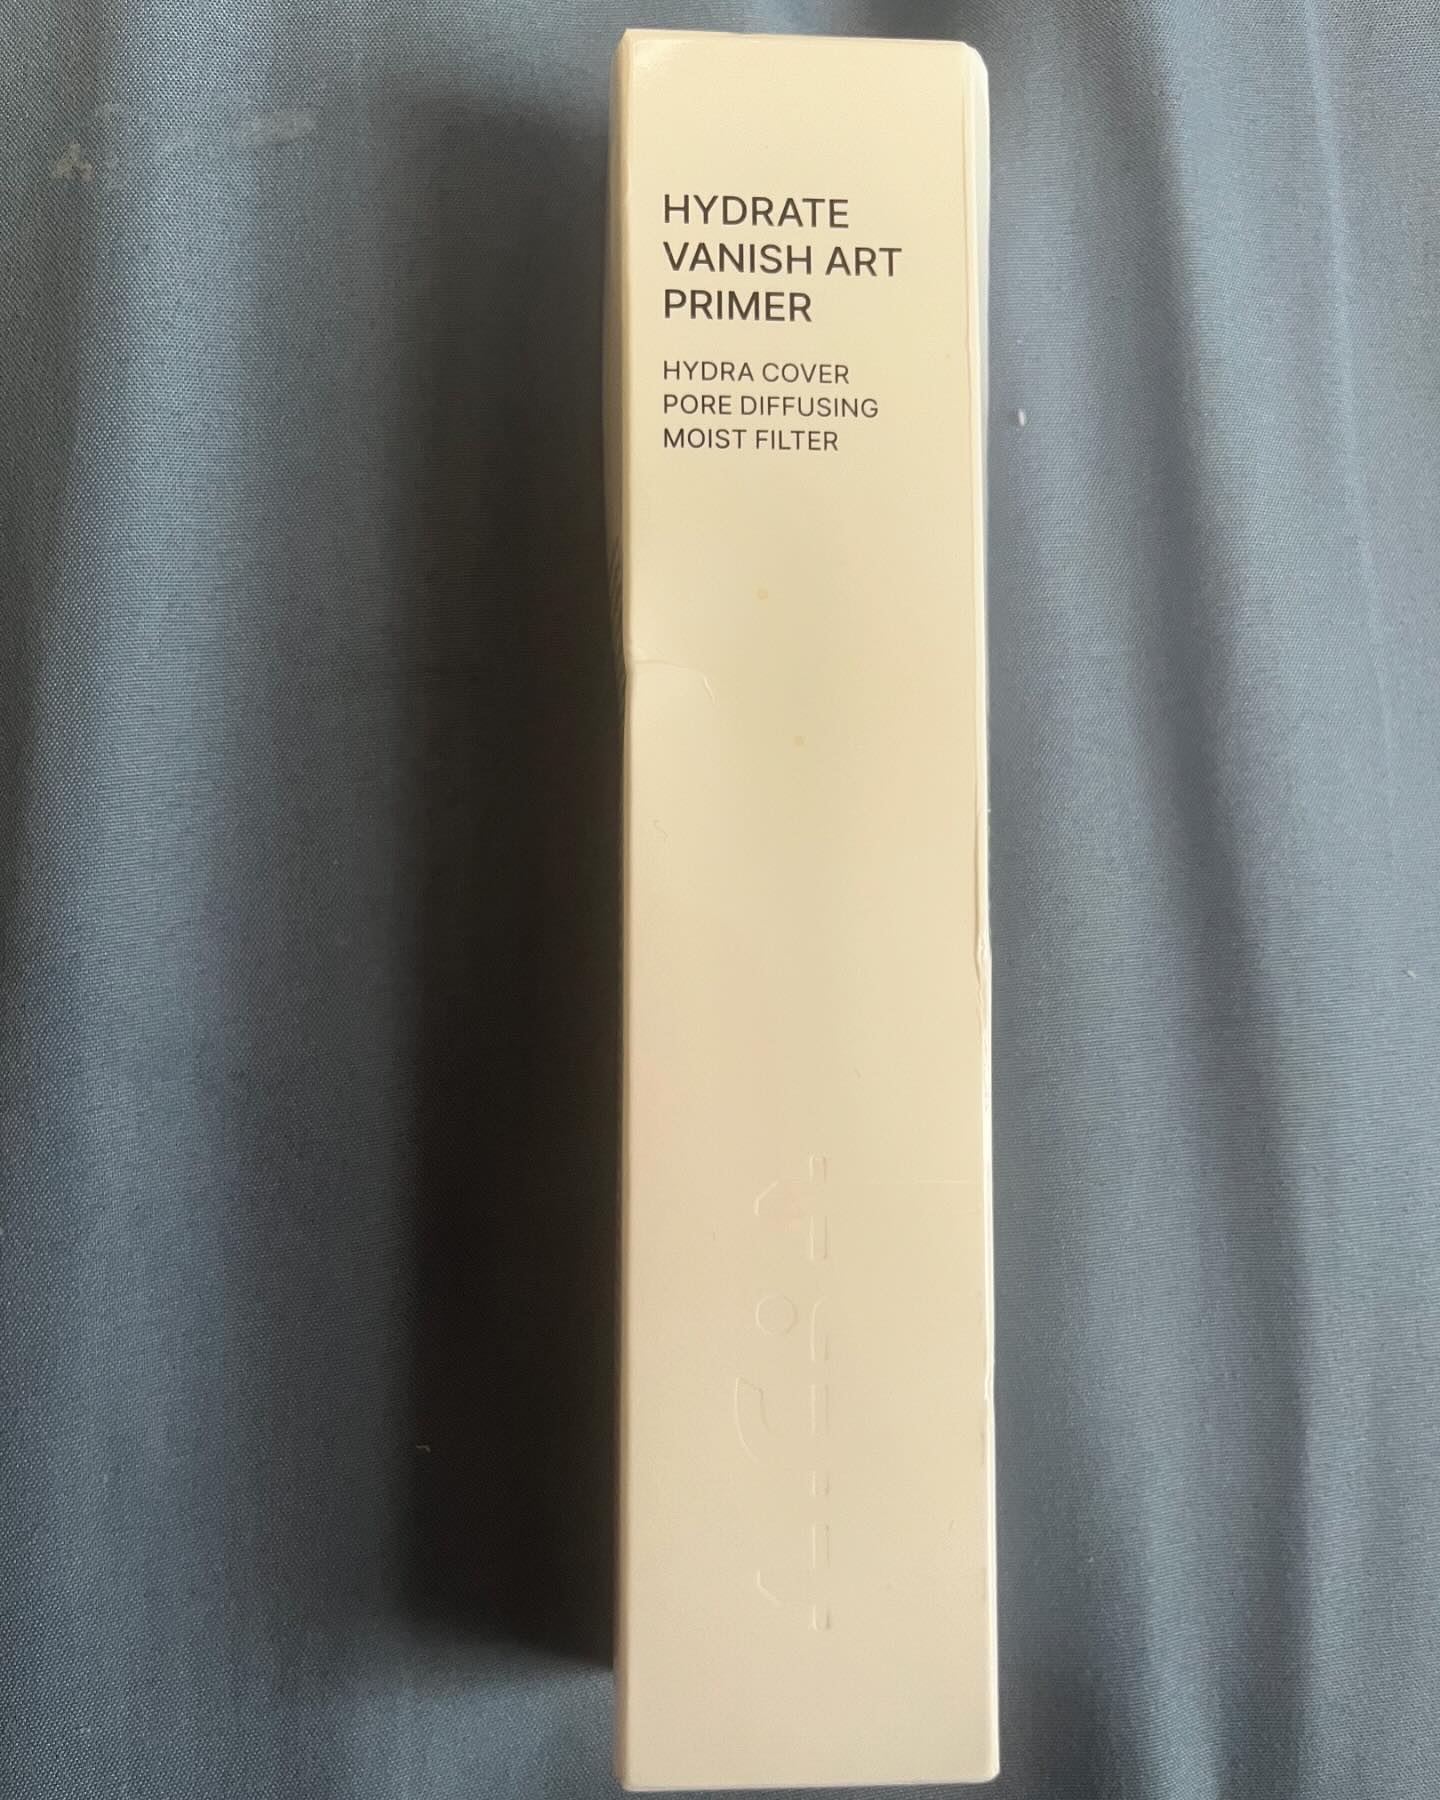 HYDRATE
VANISH ART
PRIMER
HYDRA COVER
PORE DIFFUSING
MOIST FILTER